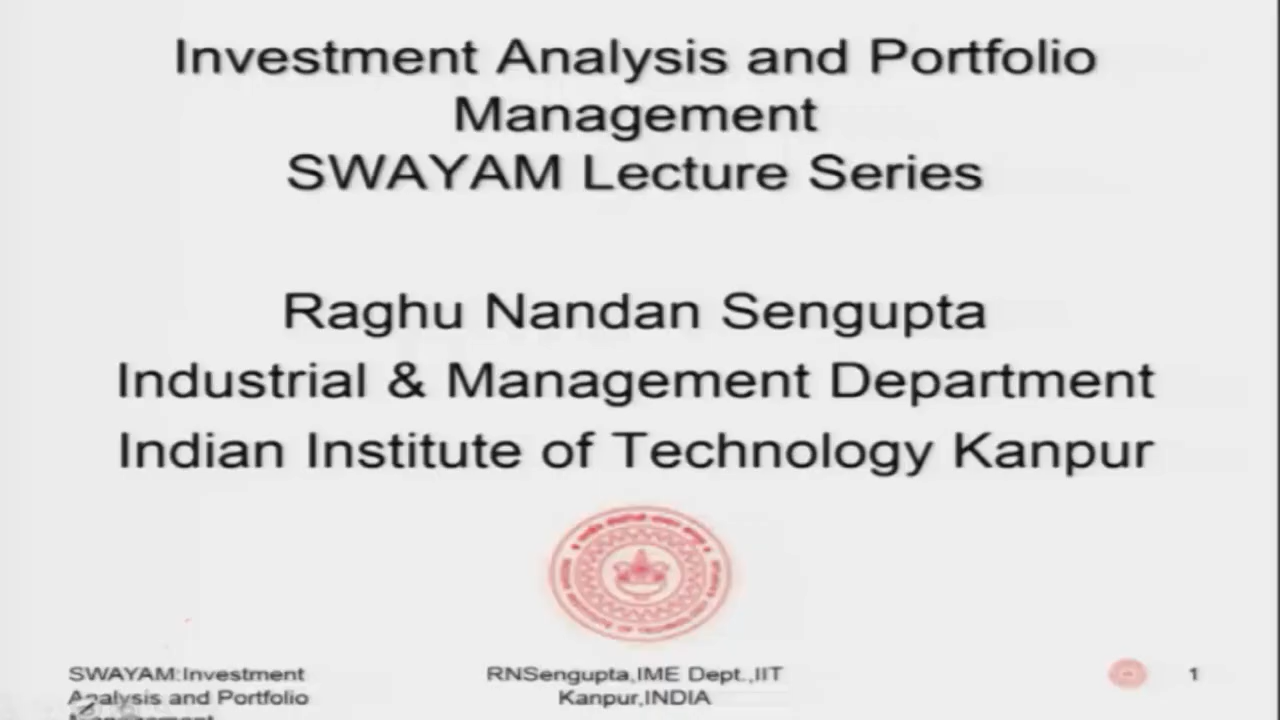 Investment Analysis and Portfolio
Management
SWAYAM Lecture Series
Raghu Nandan Sengupta
Industrial & Management Department
Indian Institute of Technology Kanpur
SWAYAM:Investment
Analysis and Portfolio
Management
RNSengupta,IME Dept.,IIT
Kanpur,INDIA
1